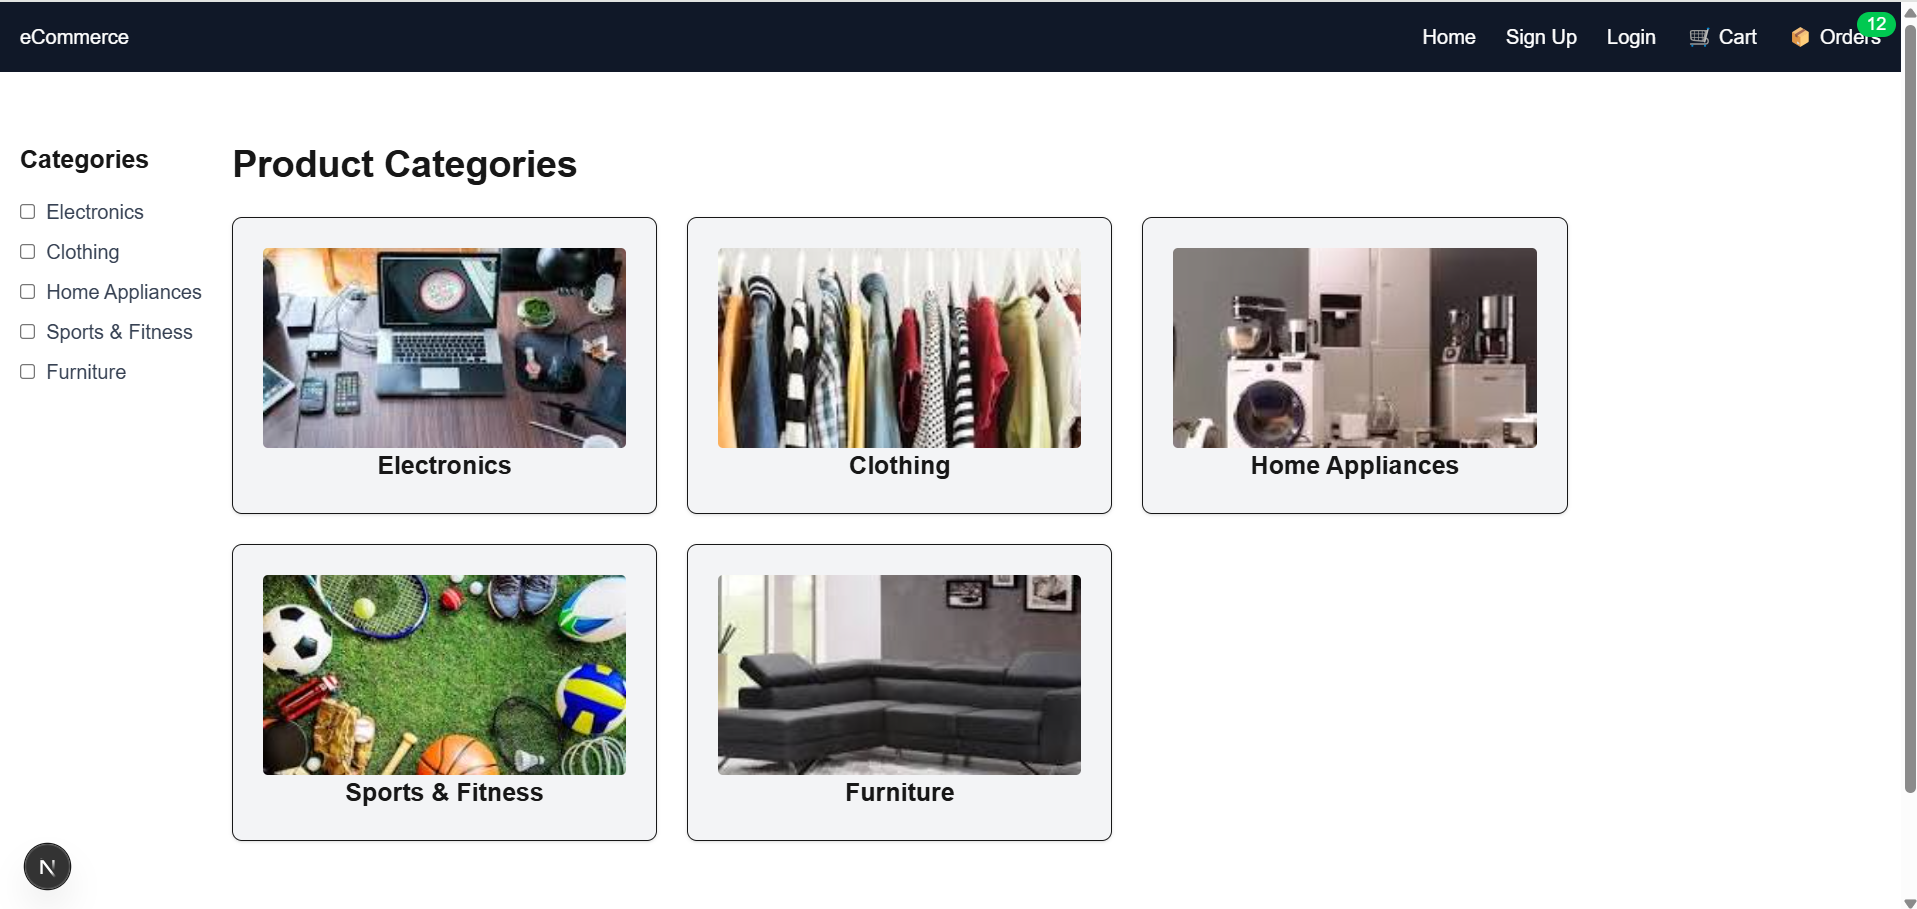 eCommerce
Home
Sign Up
Login
Cart
Orders
12
Categories
Electronics
Clothing
Home Appliances
Sports & Fitness
Furniture
Product Categories
Electronics
Clothing
Home Appliances
Sports & Fitness
Furniture
N